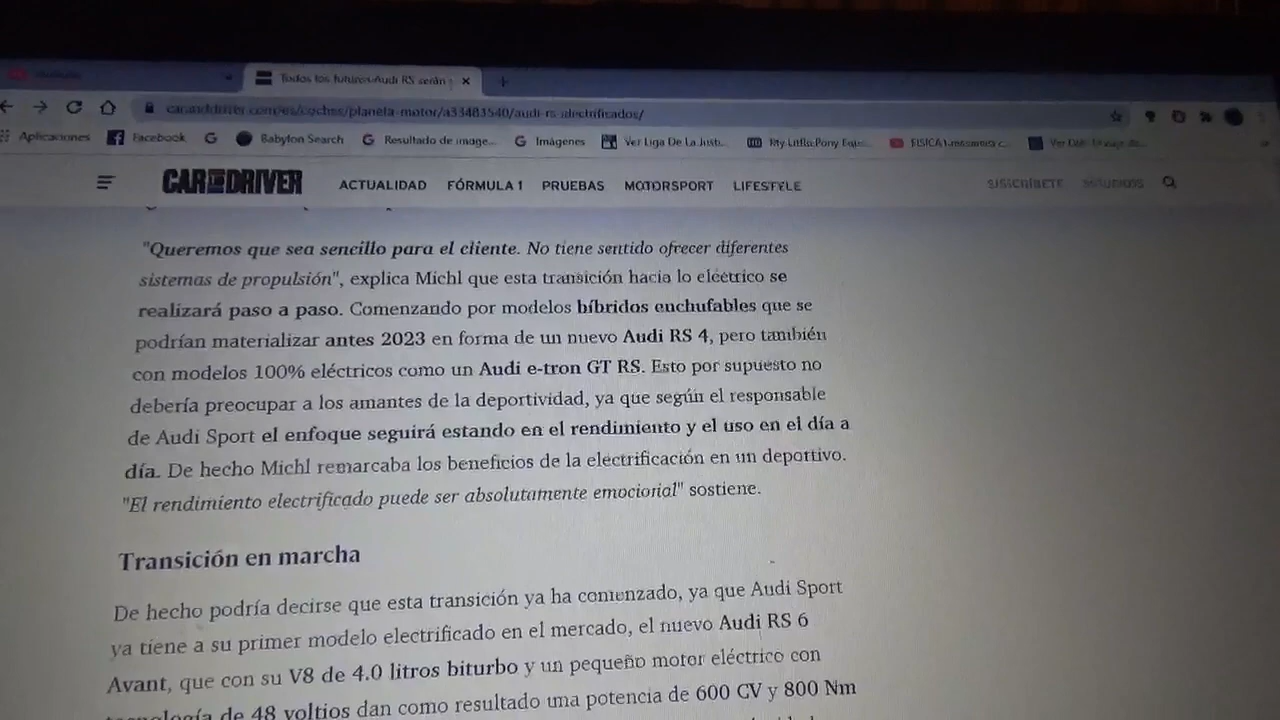 Todos los futuros Audi RS serán
caranddriver.com/es/coches/planeta-motor/a33483540/audi-rs-electrificados/
Aplicaciones Facebook Babylon Search Resultado de image... Imágenes Ver Liga De La Justi... My Little Pony Eques...
CAR AND DRIVER ACTUALIDAD FÓRMULA 1 PRUEBAS MOTORSPORT LIFESTYLE SUSCRÍBETE
"Queremos que sea sencillo para el cliente. No tiene sentido ofrecer diferentes
sistemas de propulsión", explica Michl que esta transición hacia lo eléctrico se
realizará paso a paso. Comenzando por modelos híbridos enchufables que se
podrían materializar antes 2023 en forma de un nuevo Audi RS 4, pero también
con modelos 100% eléctricos como un Audi e-tron GT RS. Esto por supuesto no
debería preocupar a los amantes de la deportividad, ya que según el responsable
de Audi Sport el enfoque seguirá estando en el rendimiento y el uso en el día a
día. De hecho Michl remarcaba los beneficios de la electrificación en un deportivo.
"El rendimiento electrificado puede ser absolutamente emocional" sostiene.
Transición en marcha
De hecho podría decirse que esta transición ya ha comenzado, ya que Audi Sport
ya tiene a su primer modelo electrificado en el mercado, el nuevo Audi RS 6
Avant, que con su V8 de 4.0 litros biturbo y un pequeño motor eléctrico con
tecnología de 48 voltios dan como resultado una potencia de 600 CV y 800 Nm